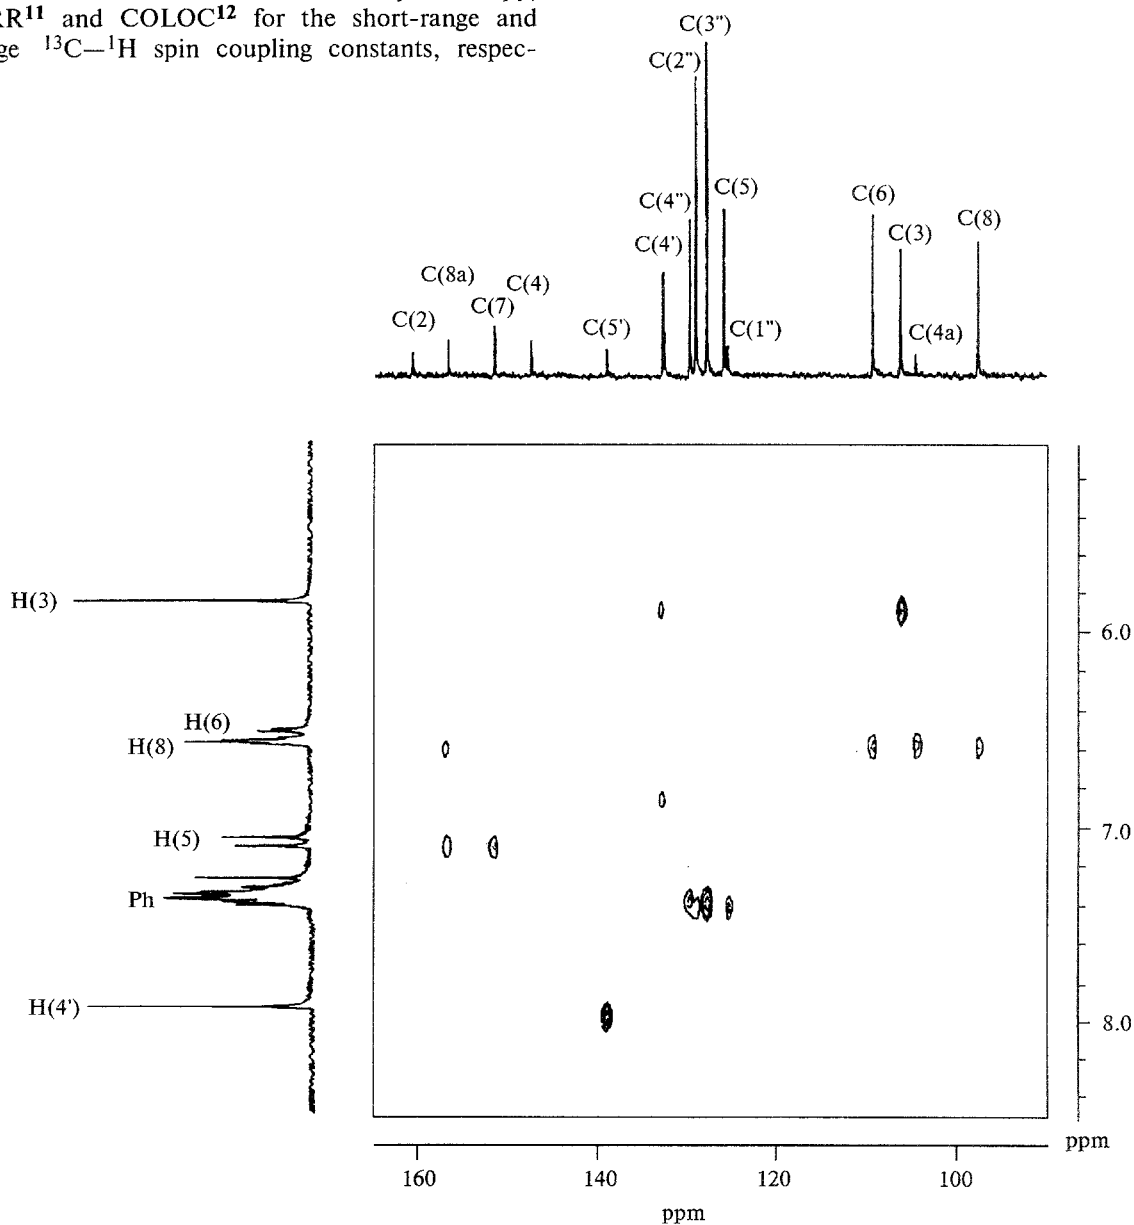 RR11 and COLOC12 for the short-range and
ge 13C—1H spin coupling constants, respec-
C(3")
C(2")
C(4") C(5)
C(4')
C(6)
C(3)
C(8)
C(8a) C(4)
C(2) C(7)
C(5') C(1") C(4a)
H(3)
H(6)
H(8)
H(5)
Ph
H(4')
6.0
7.0
8.0
ppm
160 140 120 100
ppm